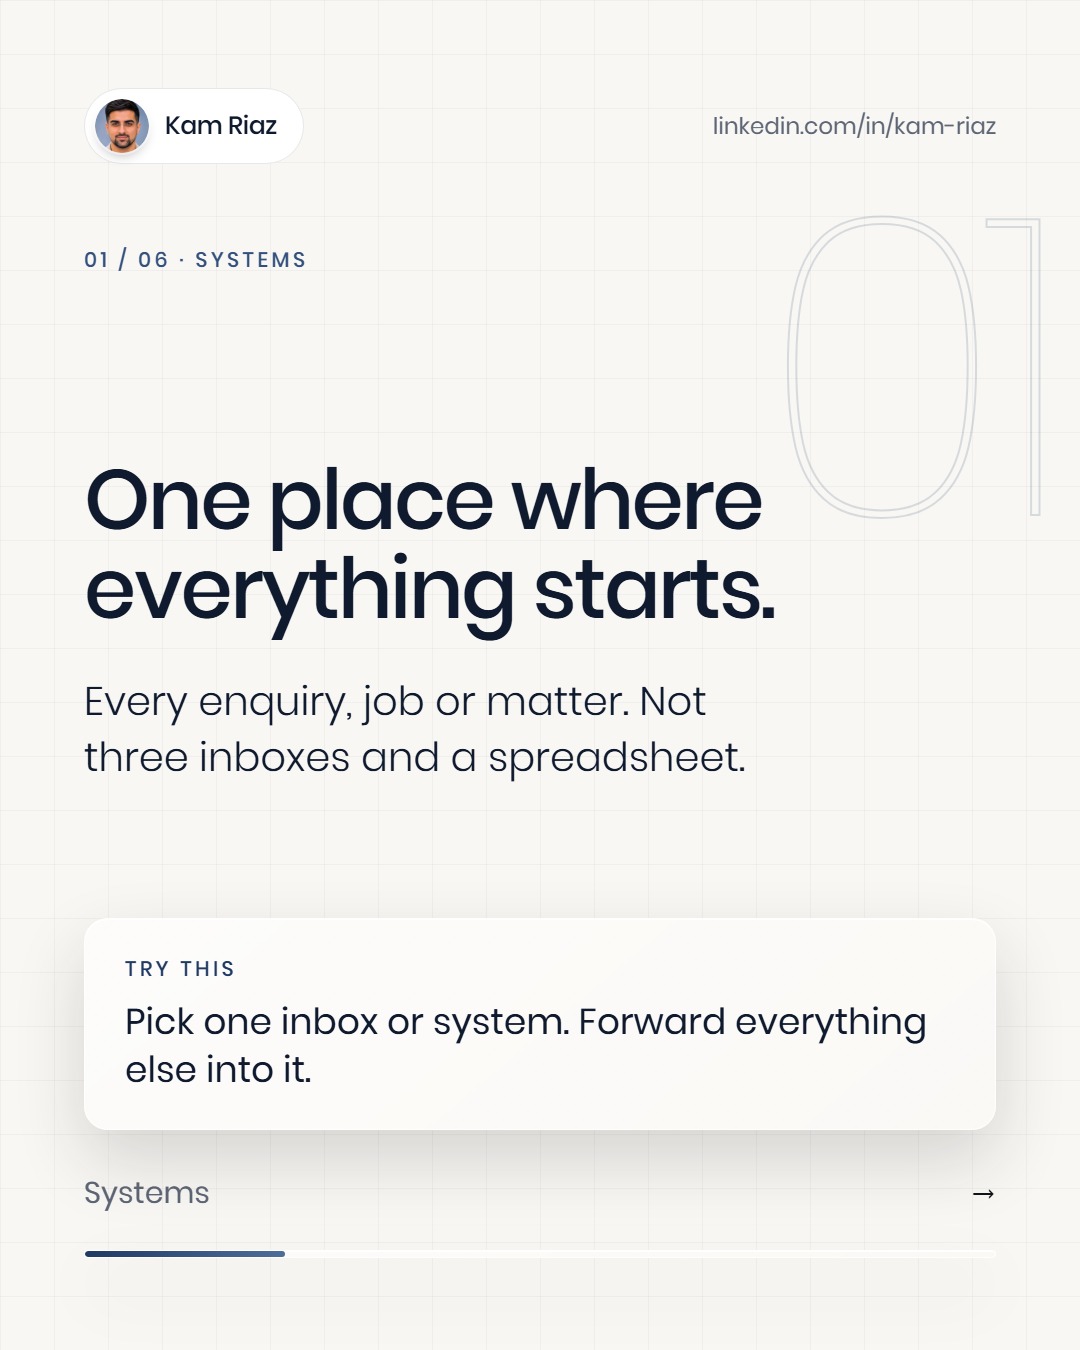 Kam Riaz
linkedin.com/in/kam-riaz
01 / 06 · SYSTEMS
01
One place where
everything starts.
Every enquiry, job or matter. Not
three inboxes and a spreadsheet.
TRY THIS
Pick one inbox or system. Forward everything
else into it.
Systems
→